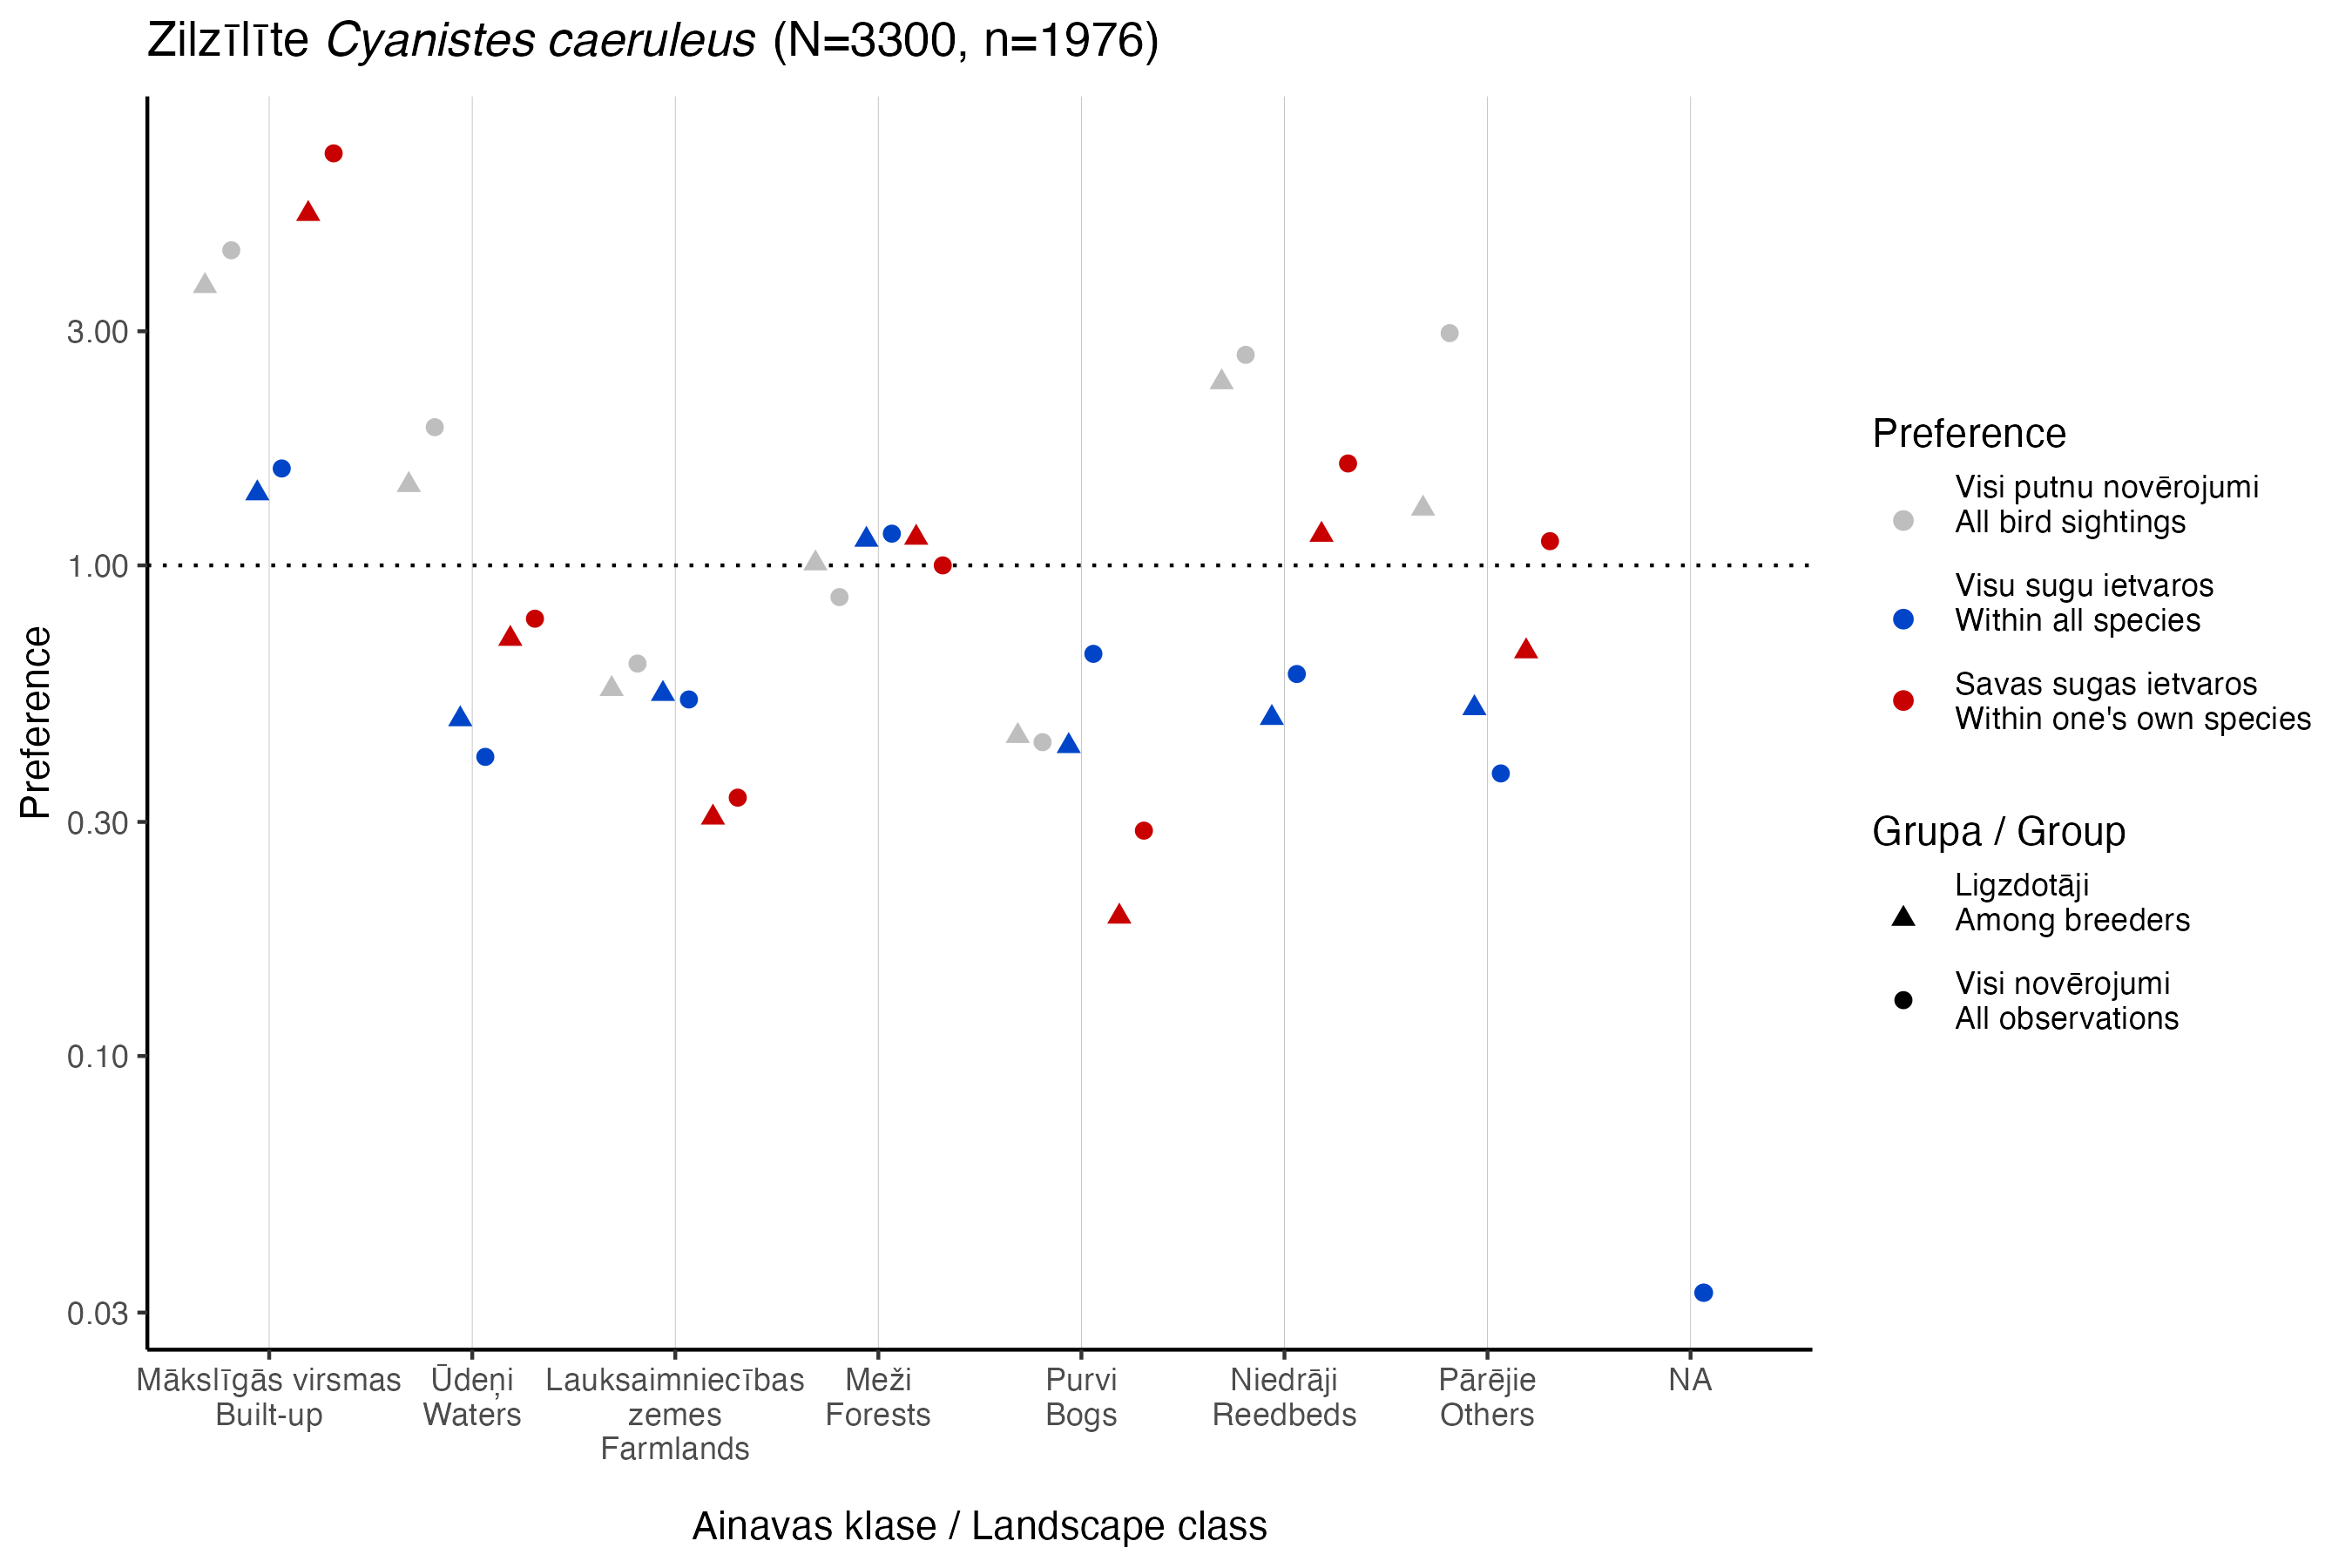 Zilzīlīte Cyanistes caeruleus (N=3300, n=1976)
Preference
3.00
1.00
0.30
0.10
0.03
Mākslīgās virsmas
Built-up
Ūdeņi
Waters
Lauksaimniecības
zemes
Farmlands
Meži
Forests
Purvi
Bogs
Niedrāji
Reedbeds
Pārējie
Others
NA
Ainavas klase / Landscape class
Preference
Visi putnu novērojumi
All bird sightings
Visu sugu ietvaros
Within all species
Savas sugas ietvaros
Within one's own species
Grupa / Group
Ligzdotāji
Among breeders
Visi novērojumi
All observations